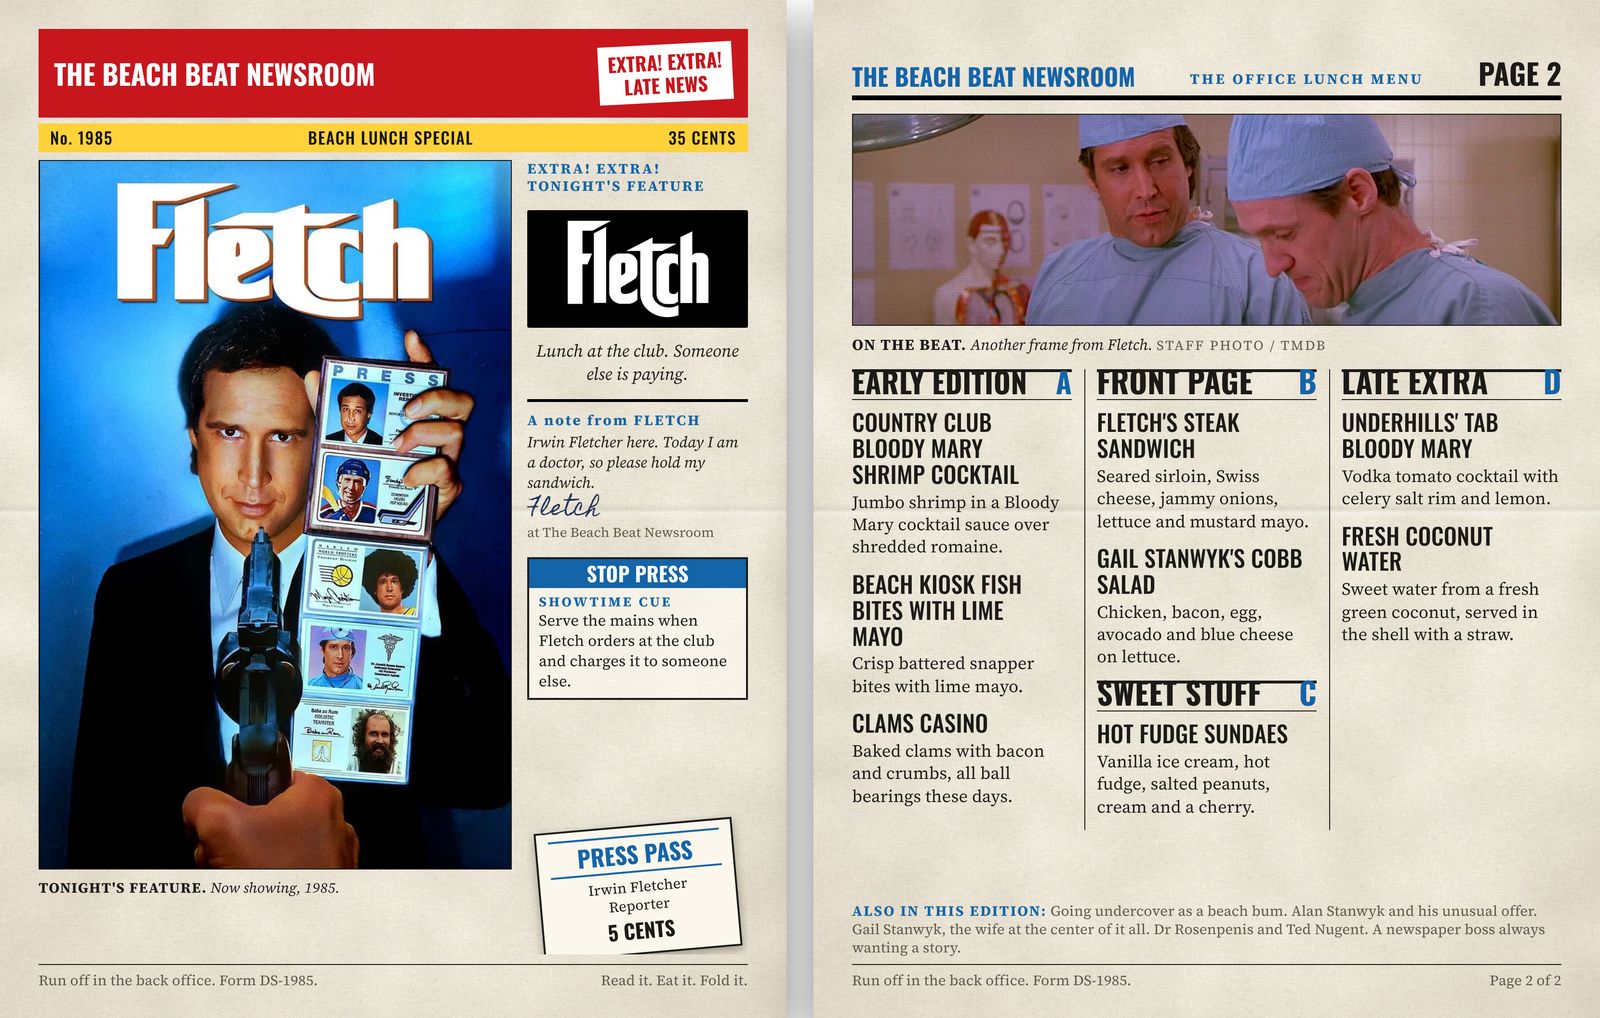 THE BEACH BEAT NEWSROOM
EXTRA! EXTRA!
LATE NEWS
No. 1985
BEACH LUNCH SPECIAL
35 CENTS
Fletch
PRESS
EXTRA! EXTRA!
TONIGHT'S FEATURE
Fletch
Lunch at the club. Someone
else is paying.
A note from FLETCH
Irwin Fletcher here. Today I am
a doctor, so please hold my
sandwich.
Fletch
at The Beach Beat Newsroom
STOP PRESS
SHOWTIME CUE
Serve the mains when
Fletch orders at the club
and charges it to someone
else.
PRESS PASS
Irwin Fletcher
Reporter
5 CENTS
TONIGHT'S FEATURE. Now showing, 1985.
Run off in the back office. Form DS-1985.
Read it. Eat it. Fold it.
THE BEACH BEAT NEWSROOM
THE OFFICE LUNCH MENU
PAGE 2
ON THE BEAT. Another frame from Fletch. STAFF PHOTO / TMDB
EARLY EDITION A
COUNTRY CLUB
BLOODY MARY
SHRIMP COCKTAIL
Jumbo shrimp in a Bloody
Mary cocktail sauce over
shredded romaine.
BEACH KIOSK FISH
BITES WITH LIME
MAYO
Crisp battered snapper
bites with lime mayo.
CLAMS CASINO
Baked clams with bacon
and crumbs, all ball
bearings these days.
FRONT PAGE B
FLETCH'S STEAK
SANDWICH
Seared sirloin, Swiss
cheese, jammy onions,
lettuce and mustard mayo.
GAIL STANWYK'S COBB
SALAD
Chicken, bacon, egg,
avocado and blue cheese
on lettuce.
SWEET STUFF C
HOT FUDGE SUNDAES
Vanilla ice cream, hot
fudge, salted peanuts,
cream and a cherry.
LATE EXTRA D
UNDERHILLS' TAB
BLOODY MARY
Vodka tomato cocktail with
celery salt rim and lemon.
FRESH COCONUT
WATER
Sweet water from a fresh
green coconut, served in
the shell with a straw.
ALSO IN THIS EDITION: Going undercover as a beach bum. Alan Stanwyk and his unusual offer.
Gail Stanwyk, the wife at the center of it all. Dr Rosenpenis and Ted Nugent. A newspaper boss always
wanting a story.
Run off in the back office. Form DS-1985.
Page 2 of 2